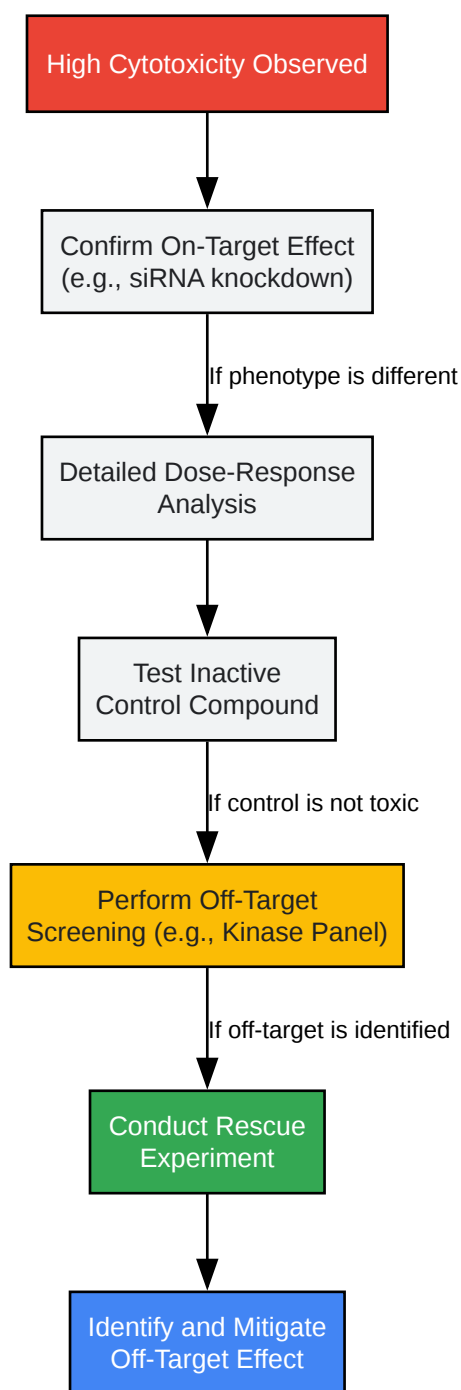 High Cytotoxicity Observed
Confirm On-Target Effect
(e.g., siRNA knockdown)
If phenotype is different
Detailed Dose-Response
Analysis
Test Inactive
Control Compound
If control is not toxic
Perform Off-Target
Screening (e.g., Kinase Panel)
If off-target is identified
Conduct Rescue
Experiment
Identify and Mitigate
Off-Target Effect